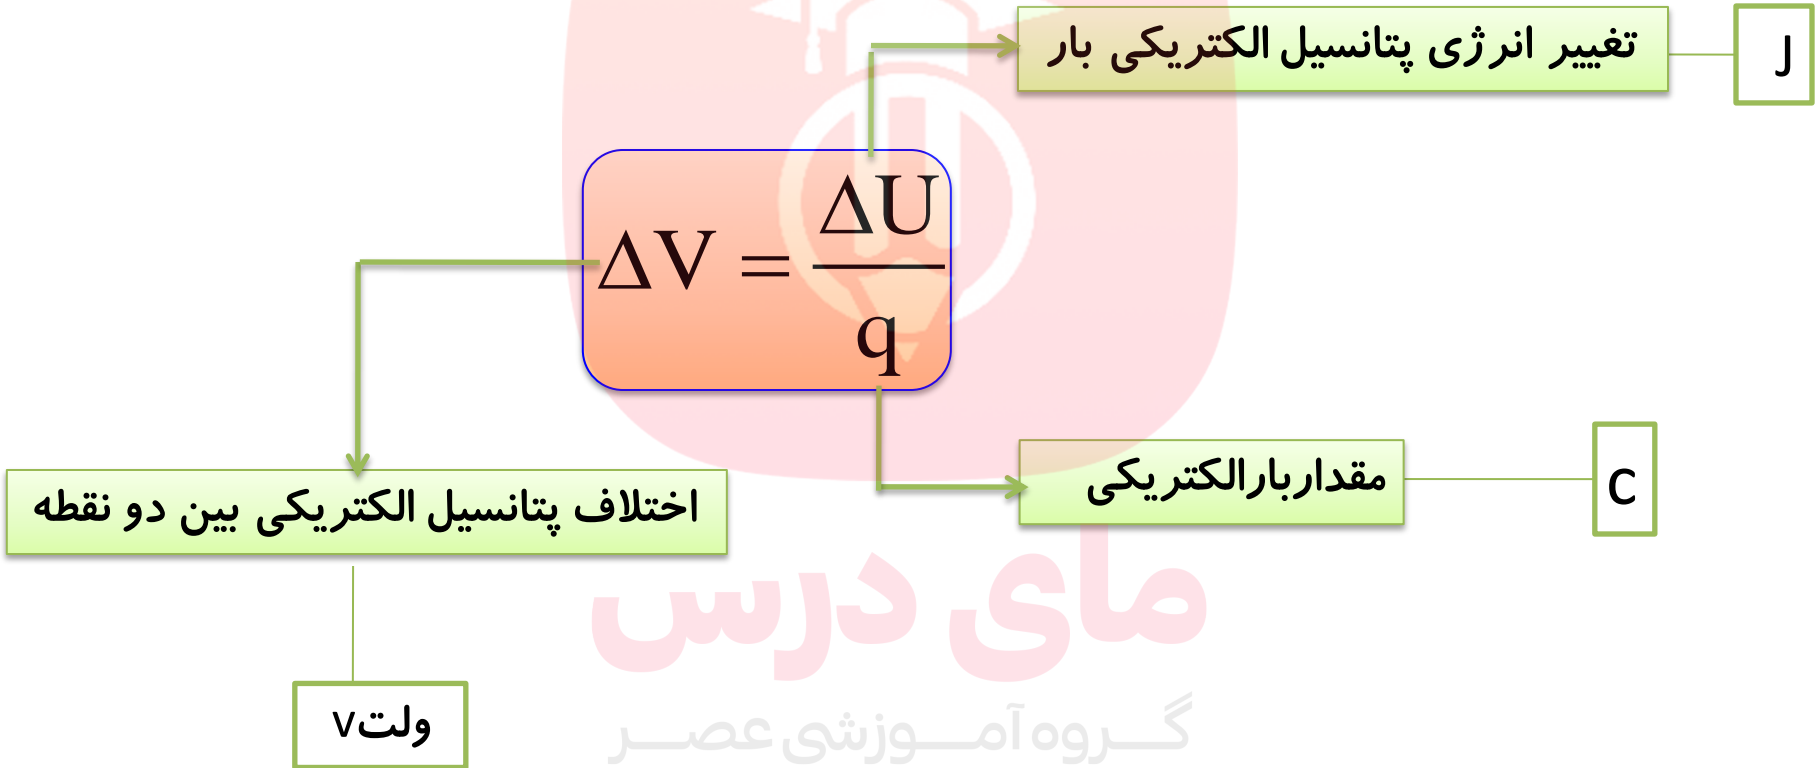 تغییر انرژی پتانسیل الکتریکی بار
J
ΔV = ΔU / q
مقداربارالکتریکی
C
اختلاف پتانسیل الکتریکی بین دو نقطه
ولتv
مای درس
گروه آموزشی عصر